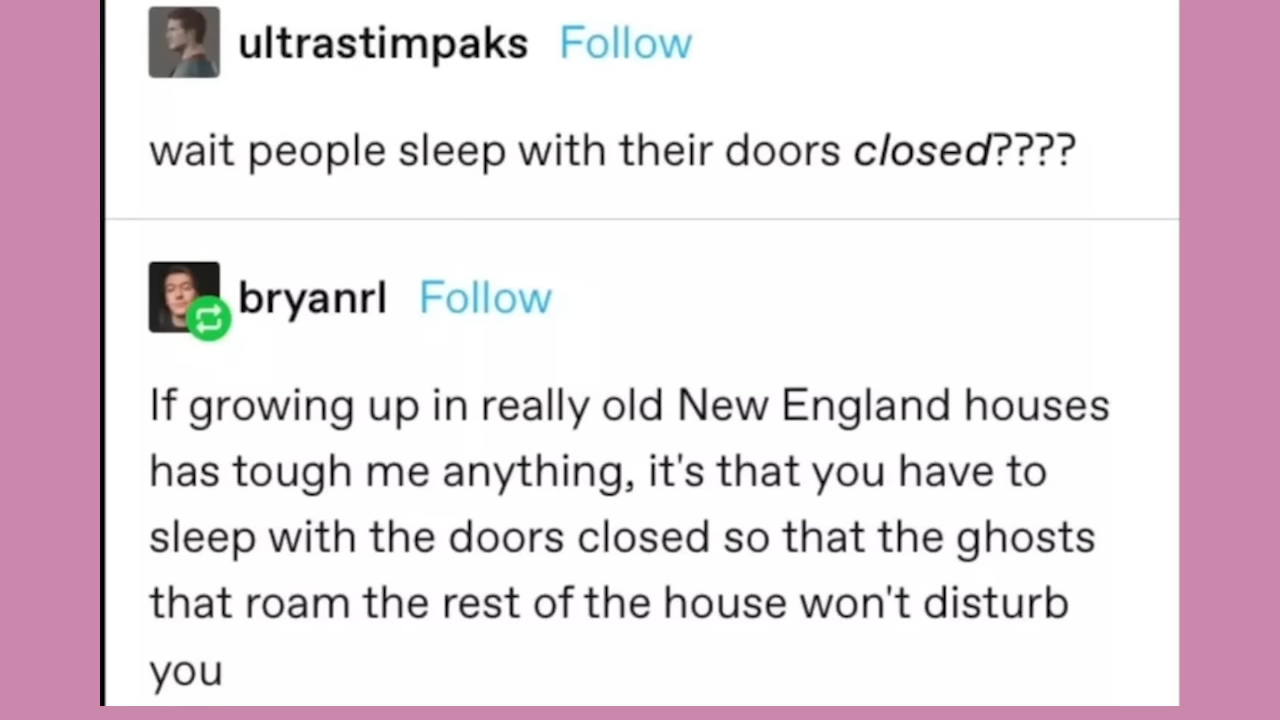 ultrastimpaks Follow
wait people sleep with their doors closed????
bryanrl Follow
If growing up in really old New England houses
has tough me anything, it's that you have to
sleep with the doors closed so that the ghosts
that roam the rest of the house won't disturb
you